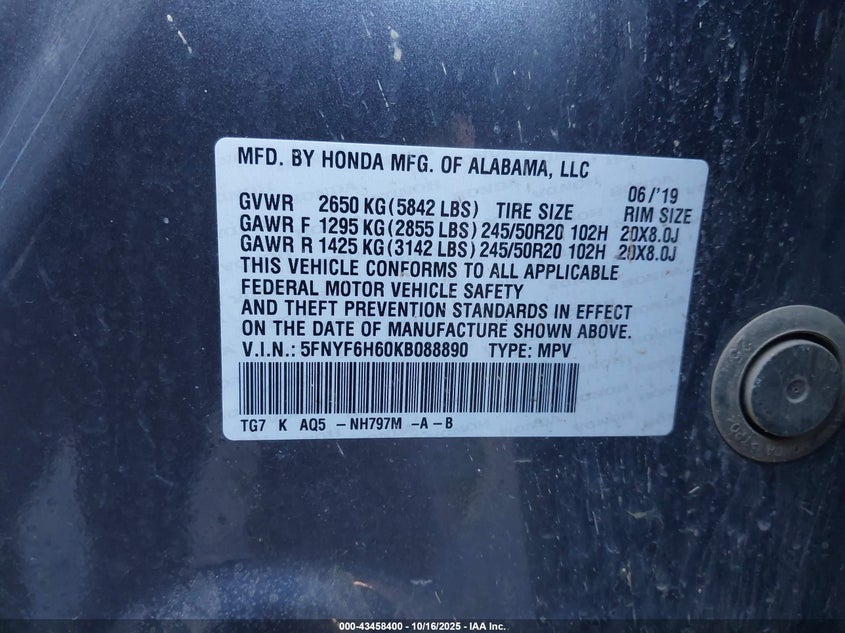 MFD. BY HONDA MFG. OF ALABAMA, LLC
06/'19
GVWR 2650 KG(5842 LBS) TIRE SIZE RIM SIZE
GAWR F 1295 KG(2855 LBS) 245/50R20 102H 20X8.0J
GAWR R 1425 KG(3142 LBS) 245/50R20 102H 20X8.0J
THIS VEHICLE CONFORMS TO ALL APPLICABLE
FEDERAL MOTOR VEHICLE SAFETY
AND THEFT PREVENTION STANDARDS IN EFFECT
ON THE DATE OF MANUFACTURE SHOWN ABOVE.
V.I.N.: 5FNYF6H60KB088890 TYPE: MPV
TG7 K AQ5 -NH797M -A-B
000-43458400 - 10/16/2025 - IAA Inc.